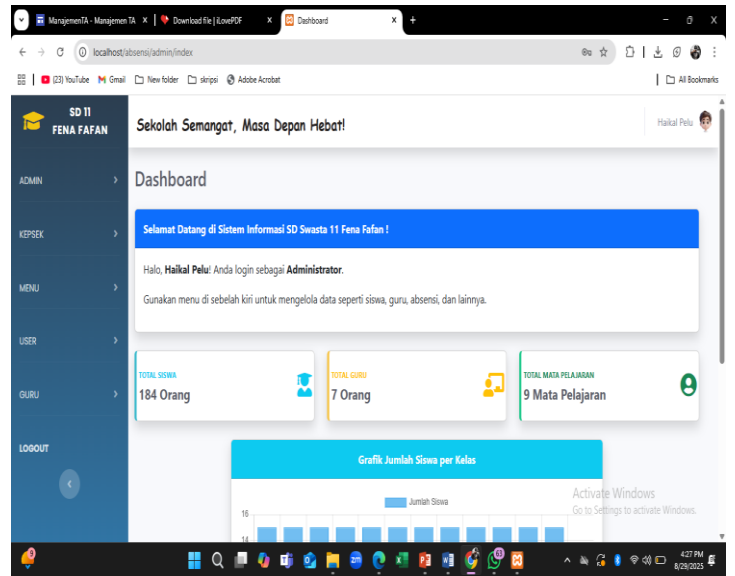 ManajemenTA - Manajemen TA
Download file | iLovePDF
Dashboard
localhost/absensi/admin/index
(23) YouTube
Gmail
New folder
skripsi
Adobe Acrobat
All Bookmarks
SD 11
FENA FAFAN
Sekolah Semangat, Masa Depan Hebat!
Haikal Pelu
ADMIN
KEPSEK
MENU
USER
GURU
LOGOUT
Dashboard
Selamat Datang di Sistem Informasi SD Swasta 11 Fena Fafan !
Halo, Haikal Pelu! Anda login sebagai Administrator.
Gunakan menu di sebelah kiri untuk mengelola data seperti siswa, guru, absensi, dan lainnya.
TOTAL SISWA
184 Orang
TOTAL GURU
7 Orang
TOTAL MATA PELAJARAN
9 Mata Pelajaran
Grafik Jumlah Siswa per Kelas
Jumlah Siswa
16
14
Activate Windows
Go to Settings to activate Windows.
9
63
4:27 PM
8/29/2025